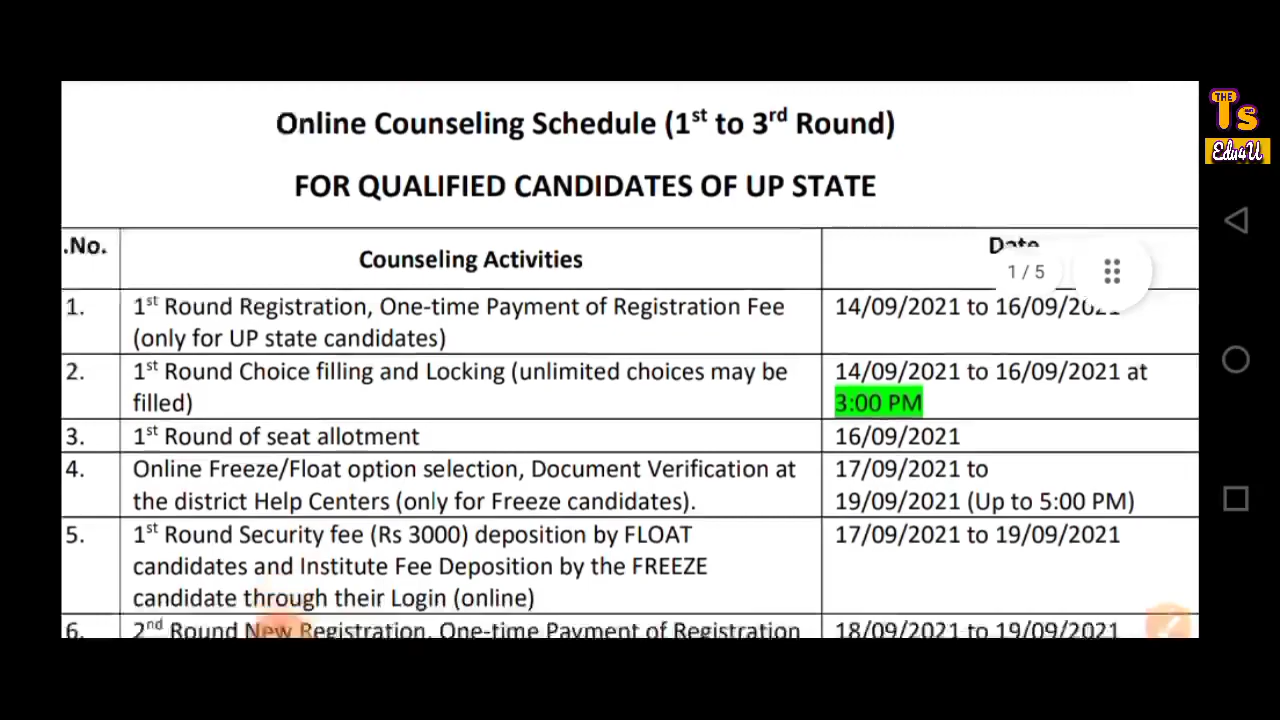 Online Counseling Schedule (1st to 3rd Round)
FOR QUALIFIED CANDIDATES OF UP STATE
.No.
Counseling Activities
Date
1 / 5
1.
1st Round Registration, One-time Payment of Registration Fee
(only for UP state candidates)
14/09/2021 to 16/09/2021
2.
1st Round Choice filling and Locking (unlimited choices may be
filled)
14/09/2021 to 16/09/2021 at
3:00 PM
3.
1st Round of seat allotment
16/09/2021
4.
Online Freeze/Float option selection, Document Verification at
the district Help Centers (only for Freeze candidates).
17/09/2021 to
19/09/2021 (Up to 5:00 PM)
5.
1st Round Security fee (Rs 3000) deposition by FLOAT
candidates and Institute Fee Deposition by the FREEZE
candidate through their Login (online)
17/09/2021 to 19/09/2021
6.
2nd Round New Registration, One-time Payment of Registration
18/09/2021 to 19/09/2021
THE
Ts
Edu4U